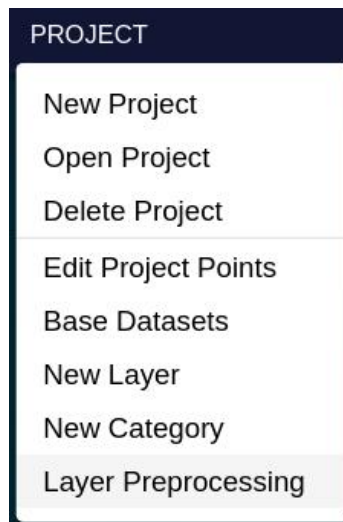 PROJECT
New Project
Open Project
Delete Project
Edit Project Points
Base Datasets
New Layer
New Category
Layer Preprocessing